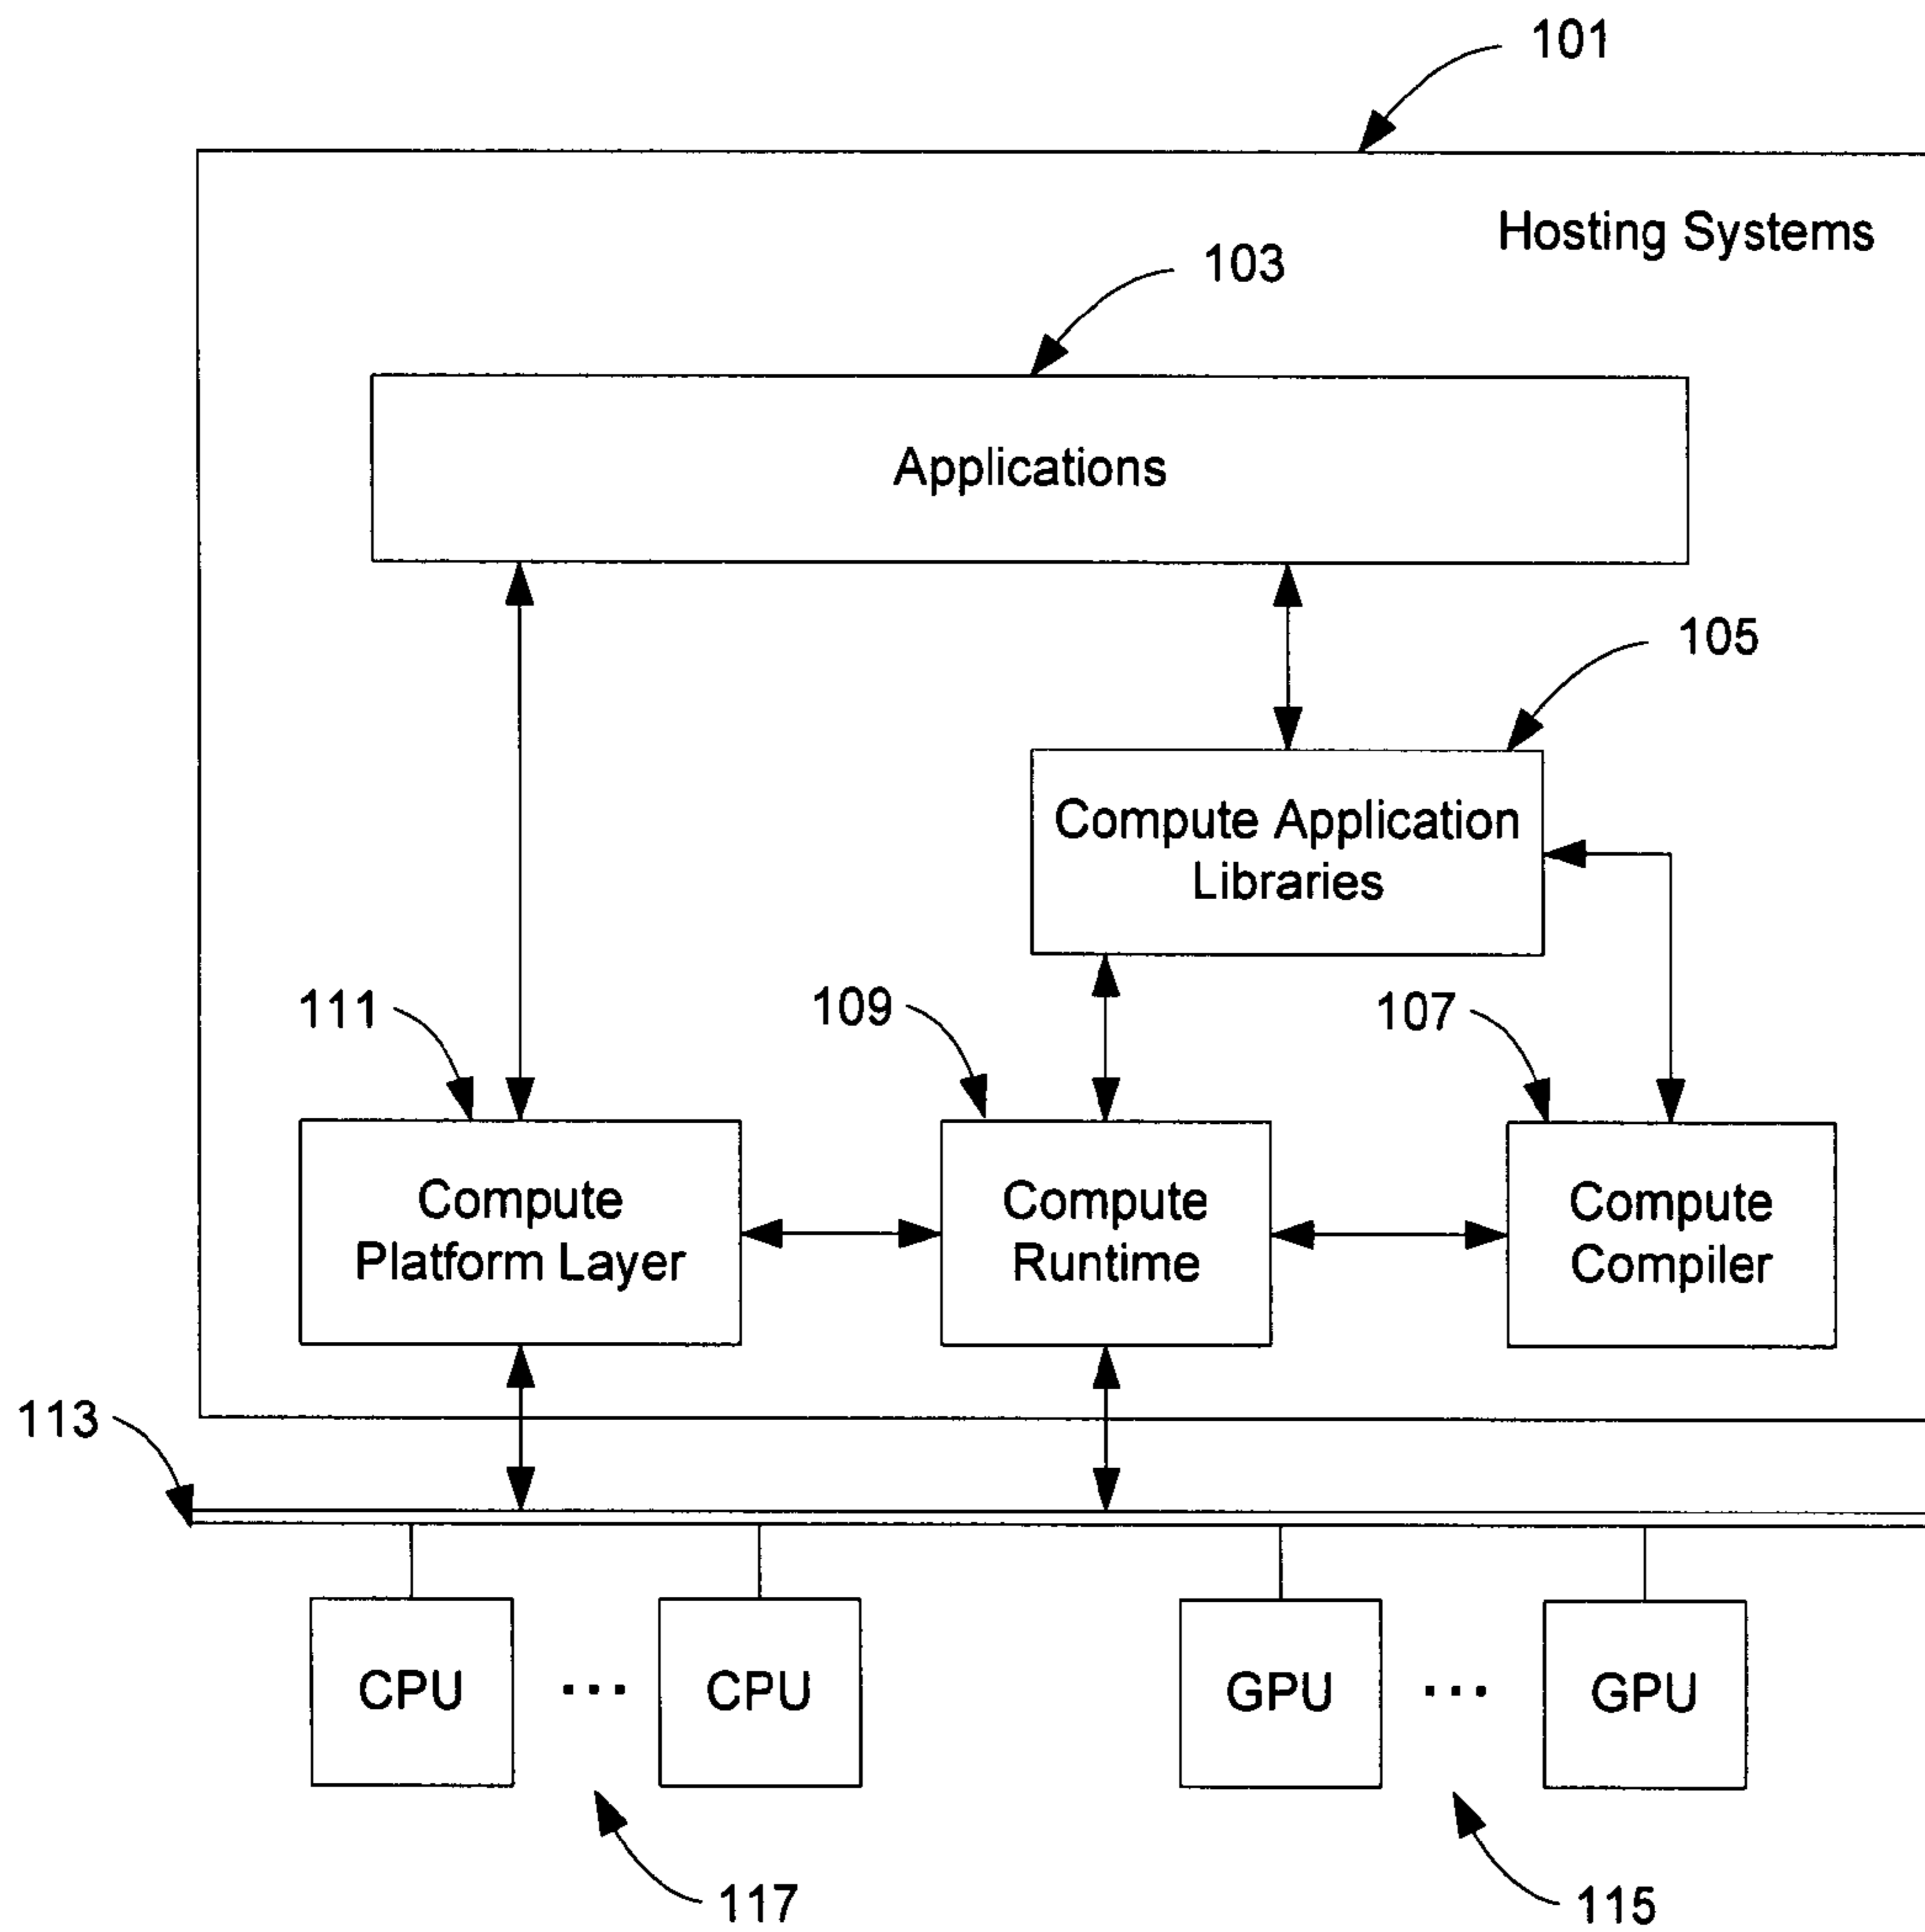 101
Hosting Systems
103
Applications
105
Compute Application
Libraries
111
109
107
Compute
Platform Layer
Compute
Runtime
Compute
Compiler
113
CPU
...
CPU
GPU
...
GPU
117
115